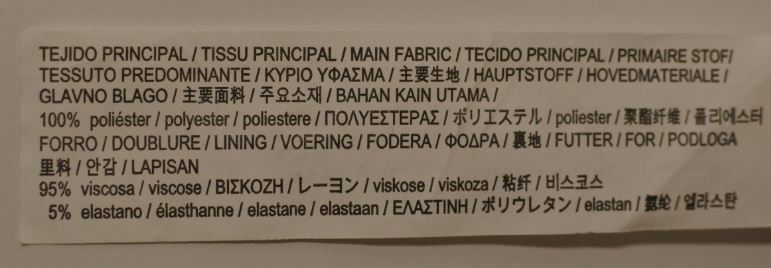 TEJIDO PRINCIPAL / TISSU PRINCIPAL / MAIN FABRIC / TECIDO PRINCIPAL / PRIMAIRE STOF/
TESSUTO PREDOMINANTE / ΚΥΡΙΟ ΥΦΑΣΜΑ / 主要生地 / HAUPTSTOFF / HOVEDMATERIALE /
GLAVNO BLAGO / 主要面料 / 주요소재 / BAHAN KAIN UTAMA /
100% poliéster / polyester / poliestere / ΠΟΛΥΕΣΤΕΡΑΣ / ポリエステル / poliester / 聚酯纤维 / 폴리에스터
FORRO / DOUBLURE / LINING / VOERING / FODERA / ΦΟΔΡΑ / 裏地 / FUTTER / FOR / PODLOGA
里料 / 안감 / LAPISAN
95% viscosa / viscose / ΒΙΣΚΟΖΗ / レーヨン / viskose / viskoza / 粘纤 / 비스코스
5% elastano / élasthanne / elastane / elastaan / ΕΛΑΣΤΙΝΗ / ポリウレタン / elastan / 氨纶 / 엘라스탄